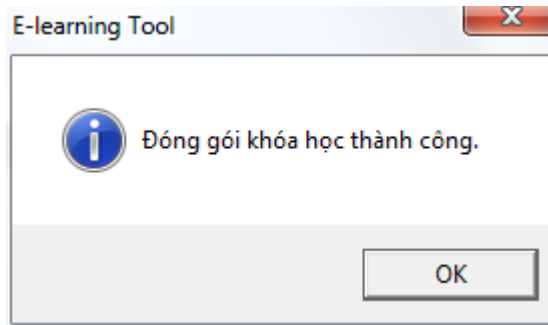 E-learning Tool
Đóng gói khóa học thành công.
OK